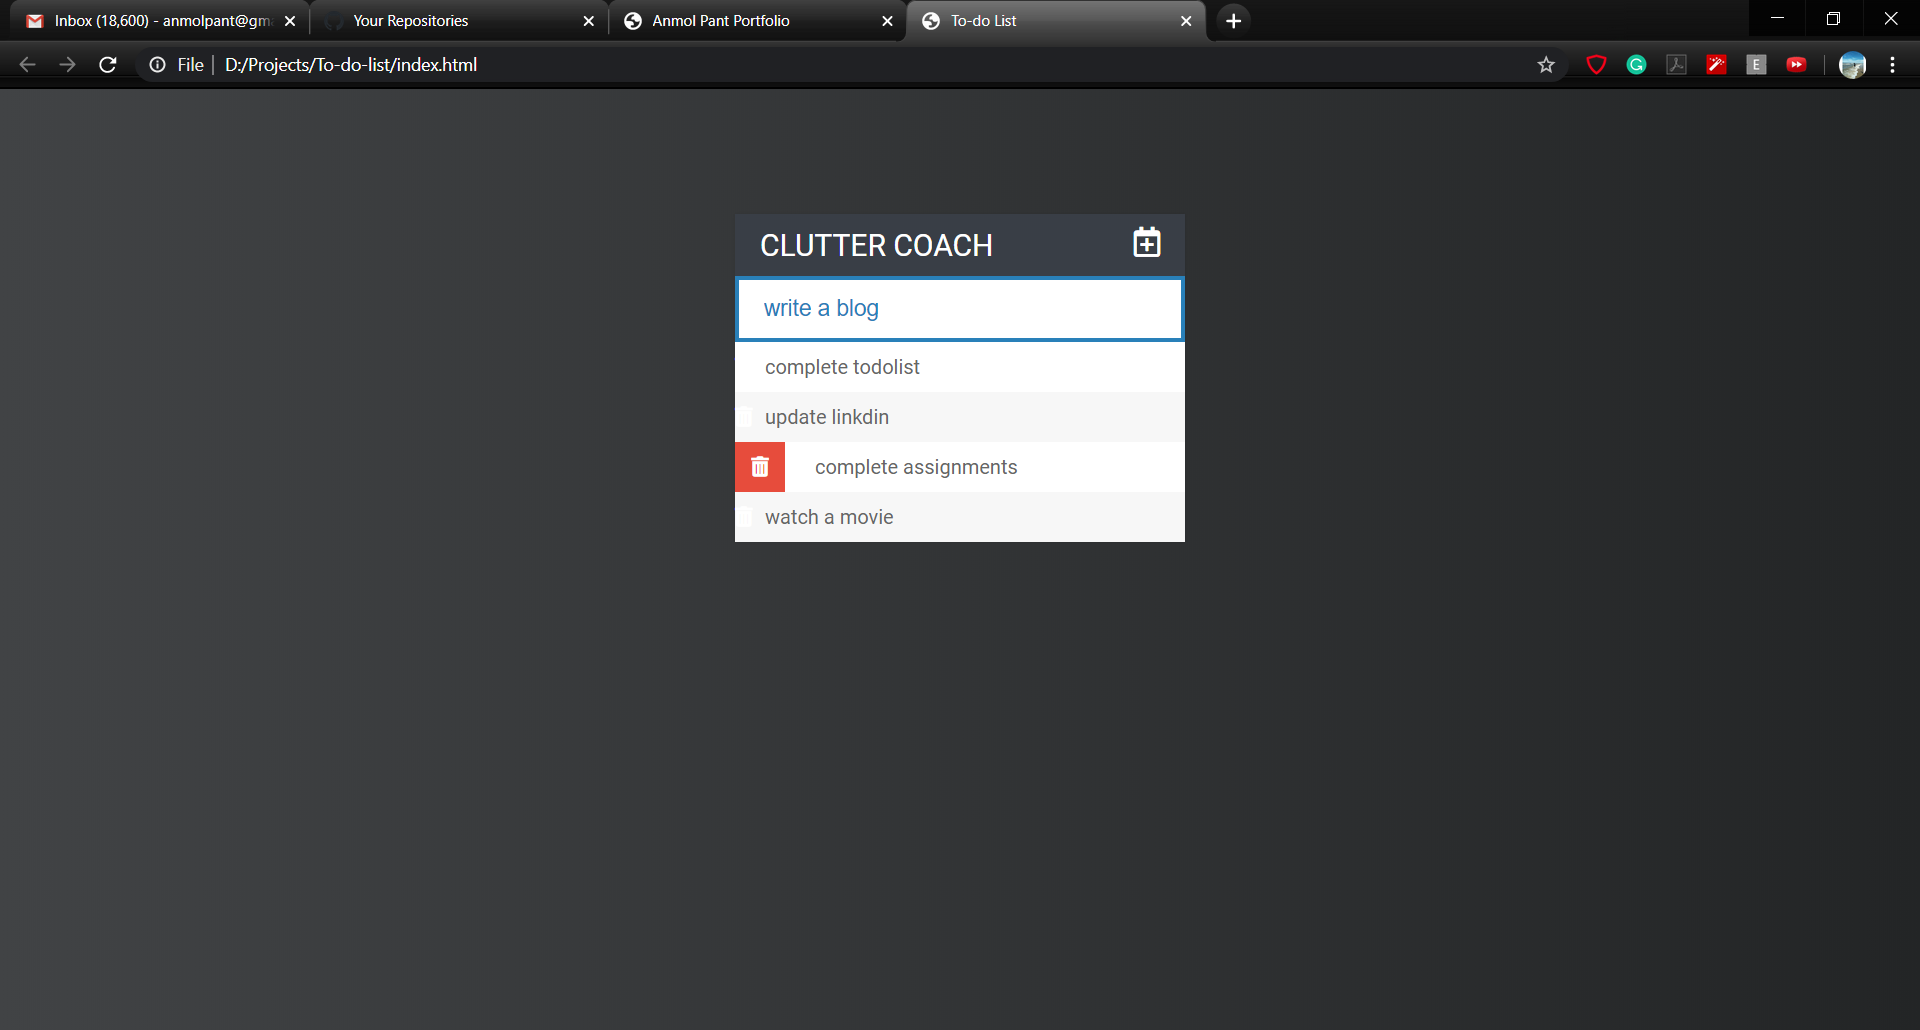 Inbox (18,600) - anmolpant@gm
Your Repositories
Anmol Pant Portfolio
To-do List
File
D:/Projects/To-do-list/index.html
E
CLUTTER COACH
write a blog
complete todolist
update linkdin
complete assignments
watch a movie